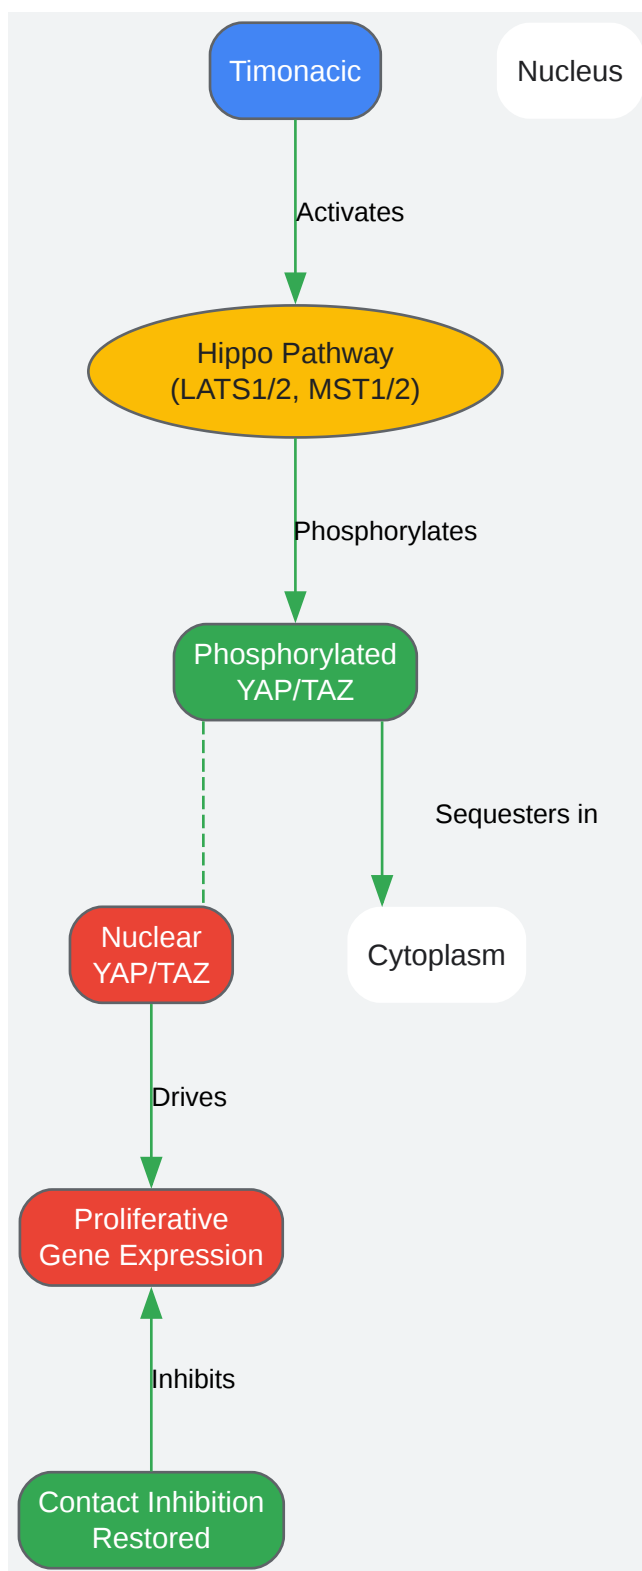 Timonacic
Nucleus
Activates
Hippo Pathway
(LATS1/2, MST1/2)
Phosphorylates
Phosphorylated
YAP/TAZ
Sequesters in
Nuclear
YAP/TAZ
Cytoplasm
Drives
Proliferative
Gene Expression
Inhibits
Contact Inhibition
Restored